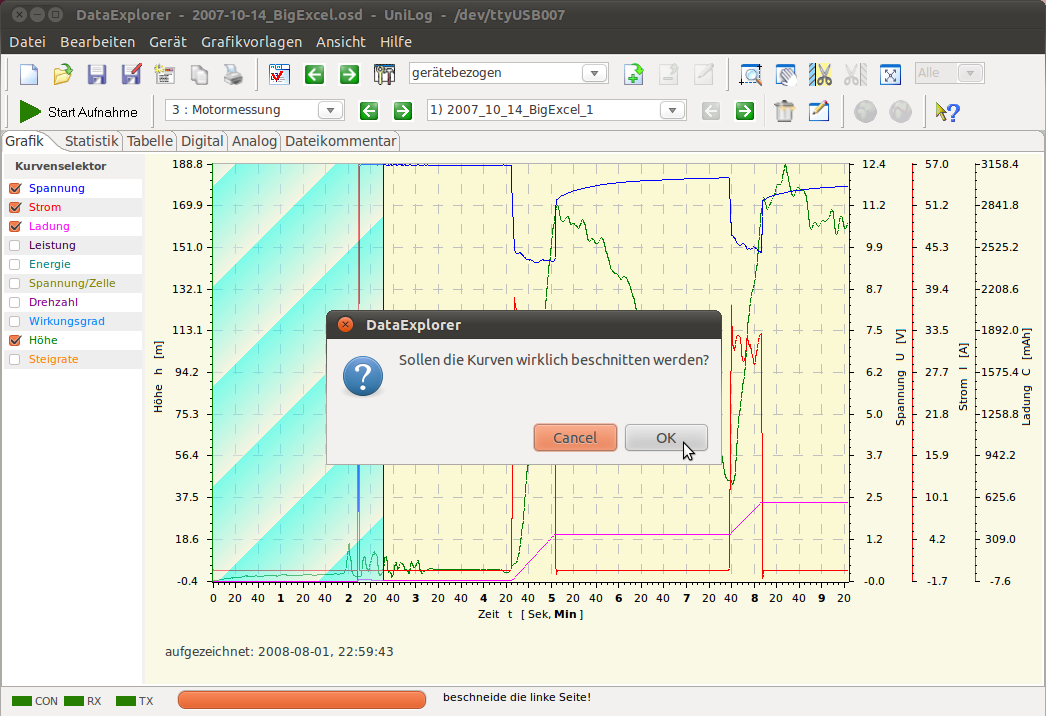 DataExplorer - 2007-10-14_BigExcel.osd - UniLog - /dev/ttyUSB007
Datei Bearbeiten Gerät Grafikvorlagen Ansicht Hilfe
gerätebezogen Alle
Start Aufnahme 3 : Motormessung 1) 2007_10_14_BigExcel_1
Grafik Statistik Tabelle Digital Analog Dateikommentar
Kurvenselektor
Spannung
Strom
Ladung
Leistung
Energie
Spannung/Zelle
Drehzahl
Wirkungsgrad
Höhe
Steigrate
188.8 12.4 57.0 3158.4
169.9 11.2 51.2 2841.8
151.0 9.9 45.3 2525.2
132.1 8.7 39.4 2208.6
113.1 7.5 33.5 1892.0
94.2 6.2 27.7 1575.4
75.3 5.0 21.8 1258.8
56.4 3.7 15.9 942.2
37.5 2.5 10.1 625.6
18.6 1.2 4.2 309.0
-0.4 -0.0 -1.7 -7.6
Höhe h [m]
Spannung U [V]
Strom I [A]
Ladung C [mAh]
DataExplorer
Sollen die Kurven wirklich beschnitten werden?
Cancel OK
0 20 40 1 20 40 2 20 40 3 20 40 4 20 40 5 20 40 6 20 40 7 20 40 8 20 40 9 20
Zeit t [ Sek, Min ]
aufgezeichnet: 2008-08-01, 22:59:43
CON RX TX beschneide die linke Seite!